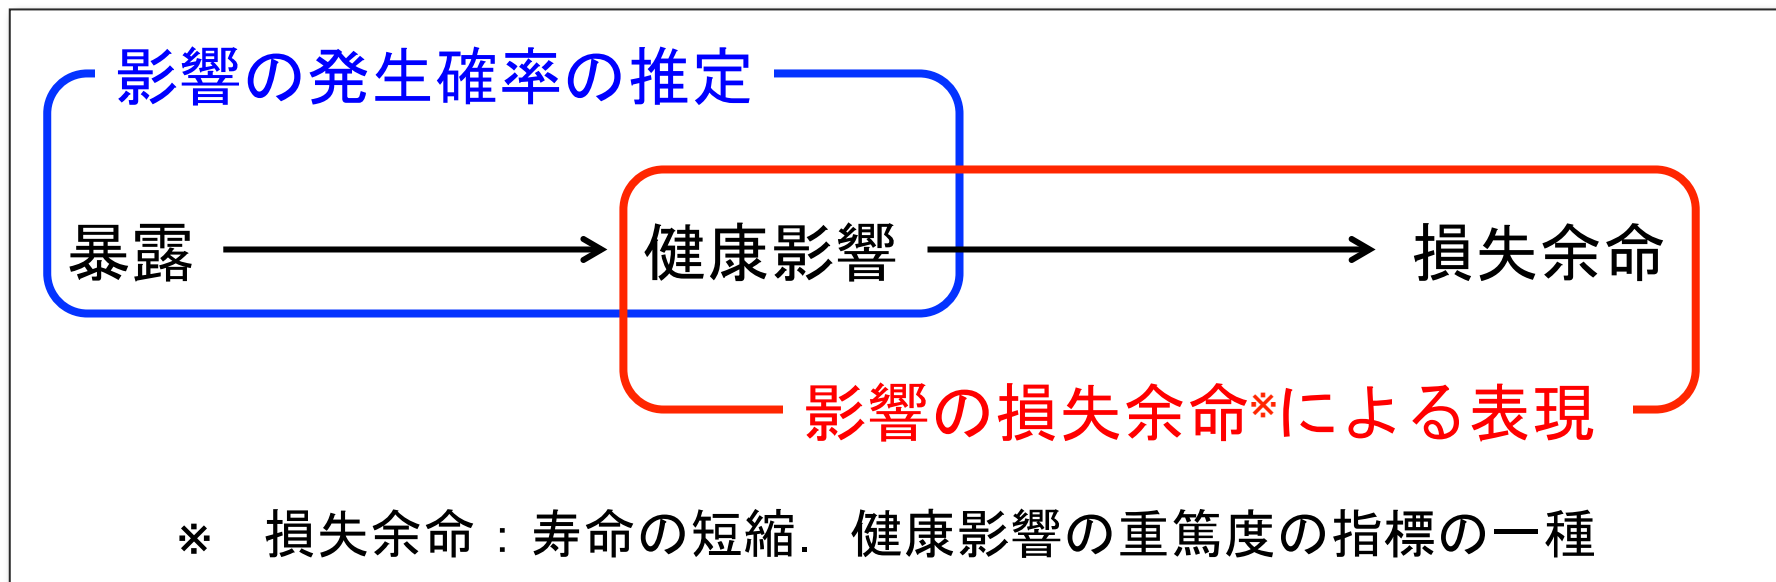 影響の発生確率の推定
暴露 健康影響 損失余命
影響の損失余命※による表現
※ 損失余命：寿命の短縮．健康影響の重篤度の指標の一種